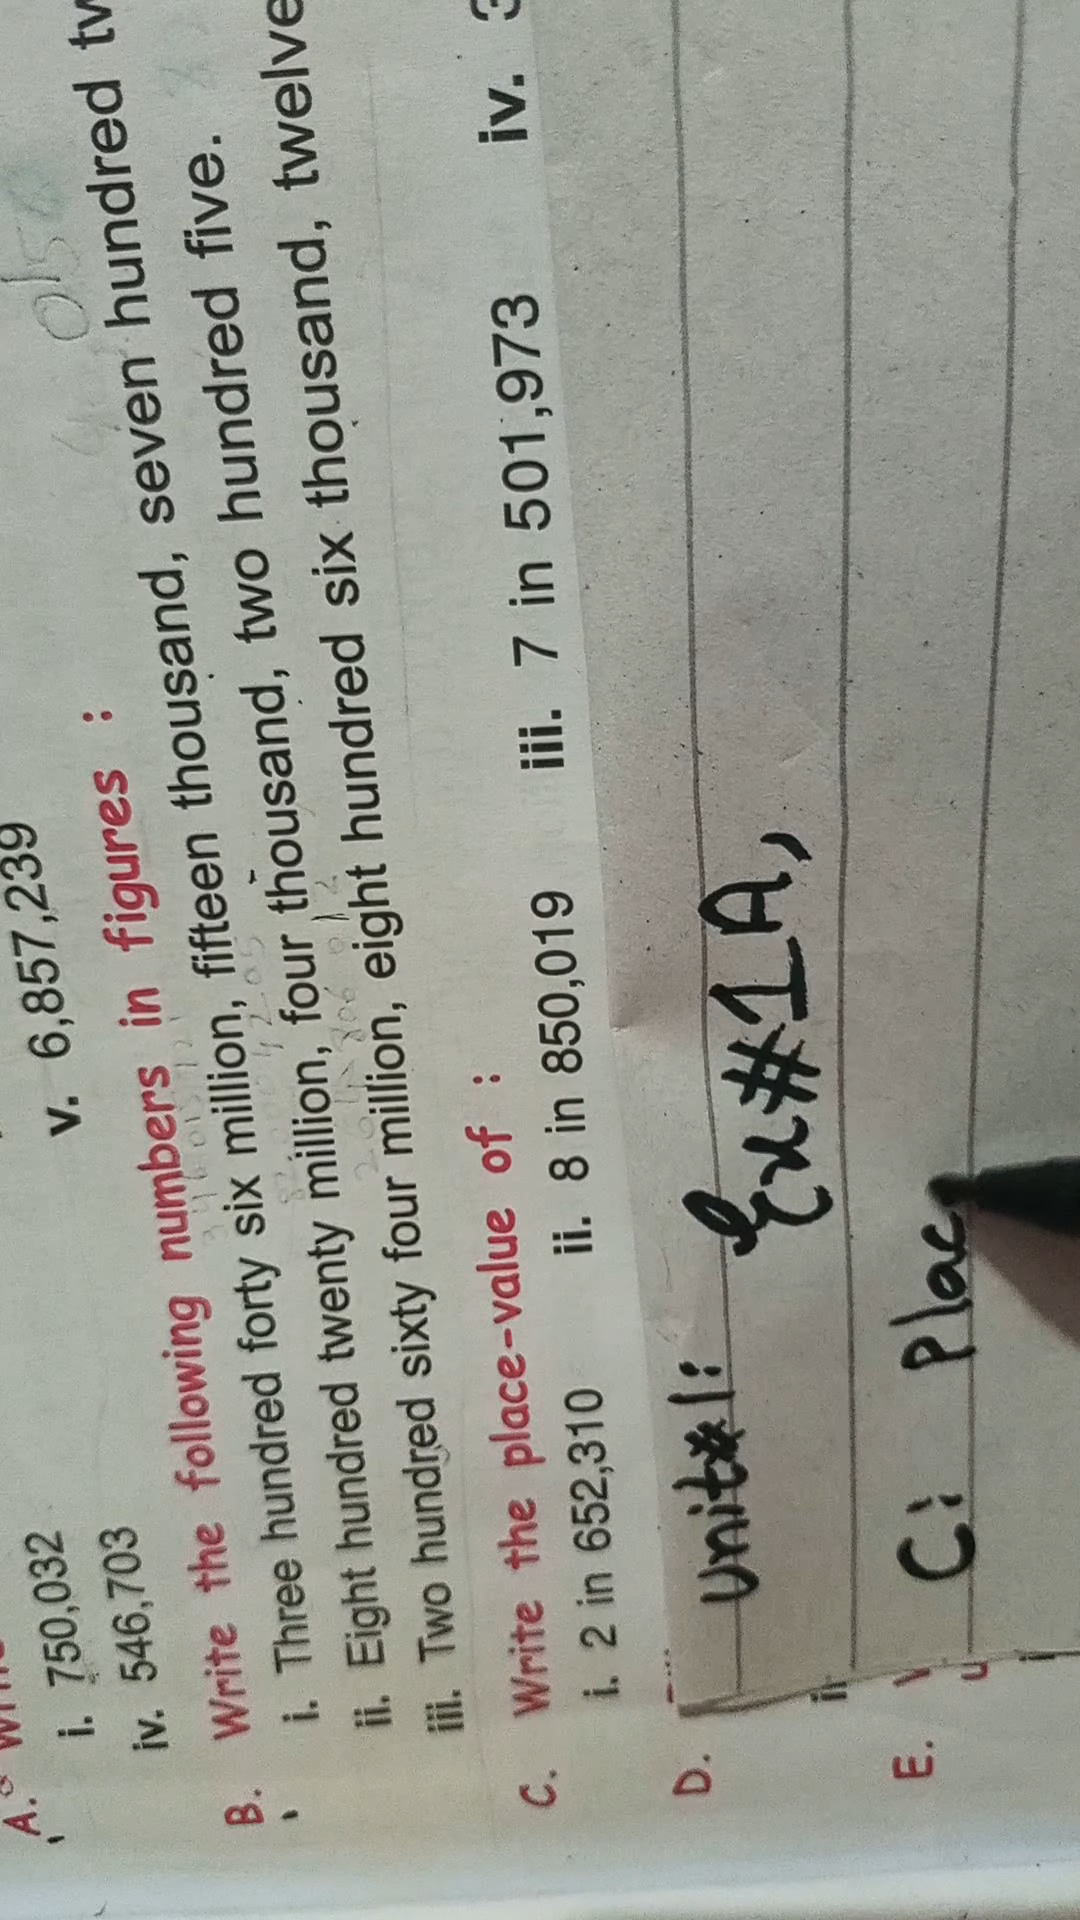 A.
i. 750,032
v. 6,857,239
iv. 546,703
B. Write the following numbers in figures :
i. Three hundred forty six million, fifteen thousand, seven hundred tw
ii. Eight hundred twenty million, four thousand, two hundred five.
iii. Two hundred sixty four million, eight hundred six thousand, twelve
C. Write the place-value of :
i. 2 in 652,310 ii. 8 in 850,019 iii. 7 in 501,973 iv. 3
D.
Unit#1:
Ex#1A,
E.
C: Plac